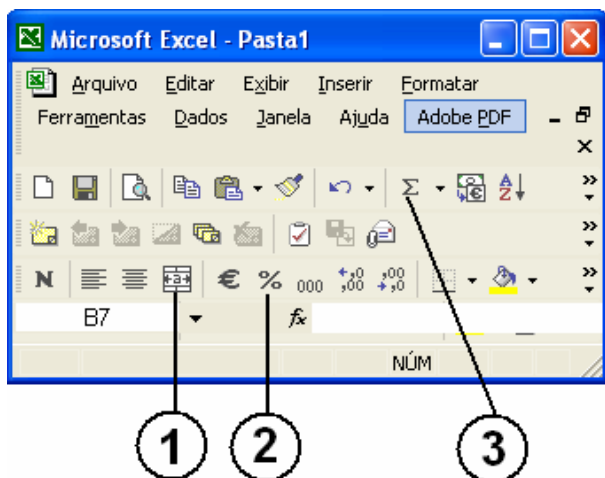 Microsoft Excel - Pasta1
Arquivo Editar Exibir Inserir Formatar
Ferramentas Dados Janela Ajuda Adobe PDF
Σ € A Z
N a € % 000 ,00 ,00
B7 fx
NÚM
1 2 3